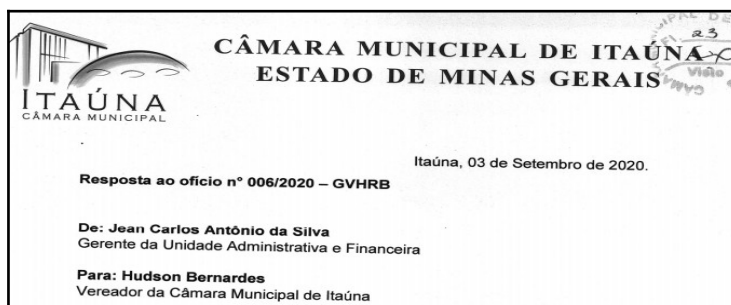 CÂMARA MUNICIPAL DE ITAÚNA
ESTADO DE MINAS GERAIS
ITAÚNA
CÂMARA MUNICIPAL
23
Visto
Itaúna, 03 de Setembro de 2020.
Resposta ao ofício nº 006/2020 – GVHRB
De: Jean Carlos Antônio da Silva
Gerente da Unidade Administrativa e Financeira
Para: Hudson Bernardes
Vereador da Câmara Municipal de Itaúna